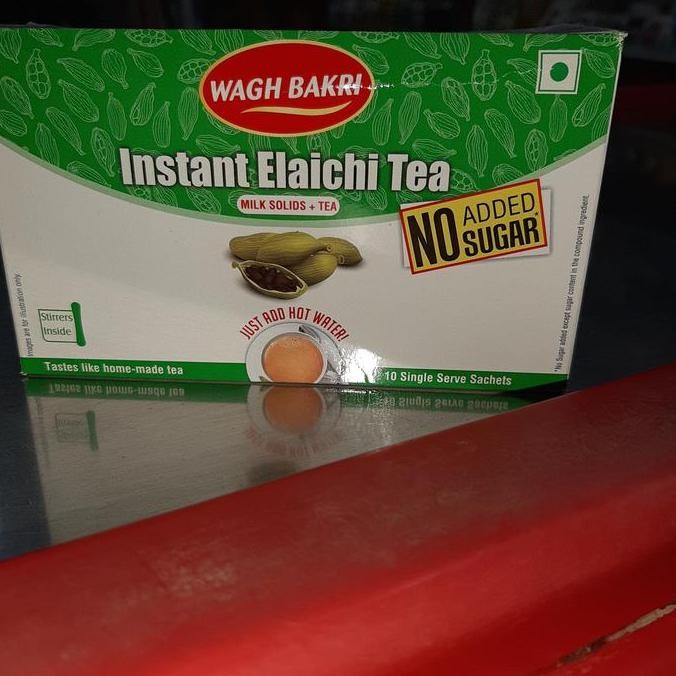 WAGH BAKRI
Instant Elaichi Tea
MILK SOLIDS + TEA
NO ADDED
SUGAR*
JUST ADD HOT WATER!
Stirrers
Inside
Images are for illustration only.
*No Sugar added except sugar content in the compound ingredient.
Tastes like home-made tea
10 Single Serve Sachets